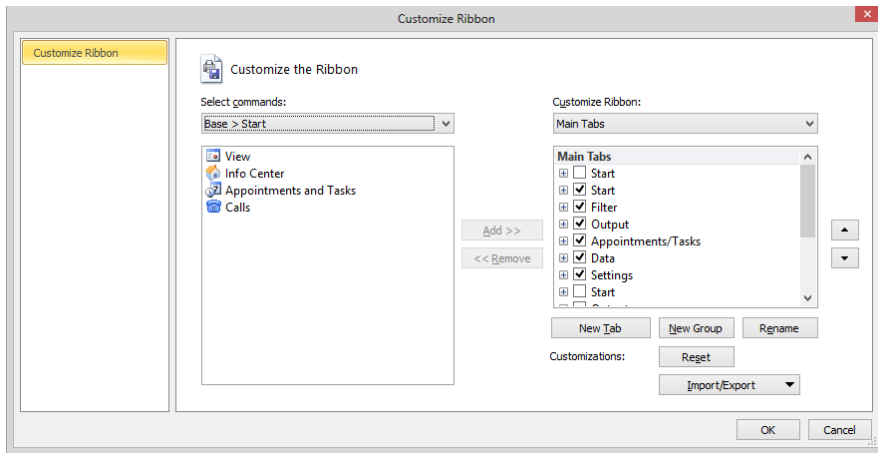 Customize Ribbon
Customize Ribbon
Customize the Ribbon
Select commands:
Base > Start
View
Info Center
Appointments and Tasks
Calls
Add >>
<< Remove
Customize Ribbon:
Main Tabs
Main Tabs
Start
Start
Filter
Output
Appointments/Tasks
Data
Settings
Start
New Tab New Group Rename
Customizations: Reset
Import/Export
OK Cancel